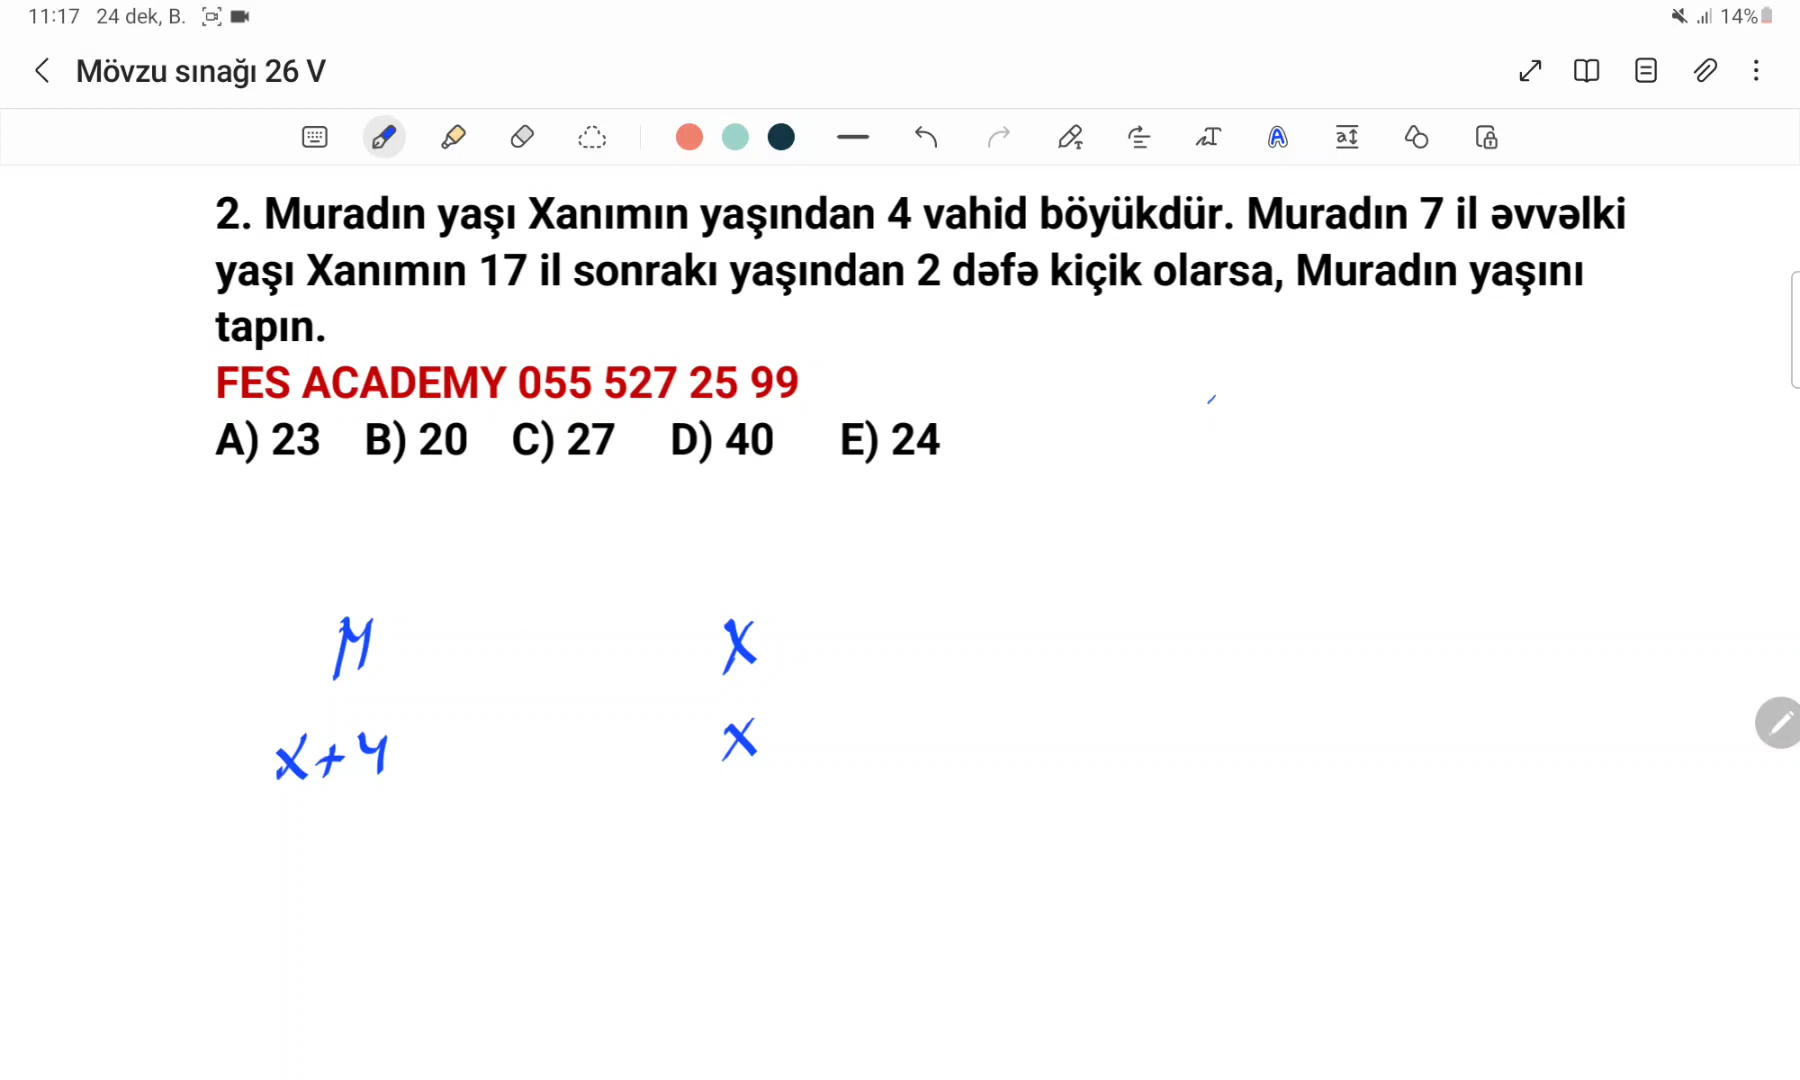 11:17 24 dek, B. 14%
Mövzu sınağı 26 V
2. Muradın yaşı Xanımın yaşından 4 vahid böyükdür. Muradın 7 il əvvəlki
yaşı Xanımın 17 il sonrakı yaşından 2 dəfə kiçik olarsa, Muradın yaşını
tapın.
FES ACADEMY 055 527 25 99
A) 23 B) 20 C) 27 D) 40 E) 24
M X
x+4 x